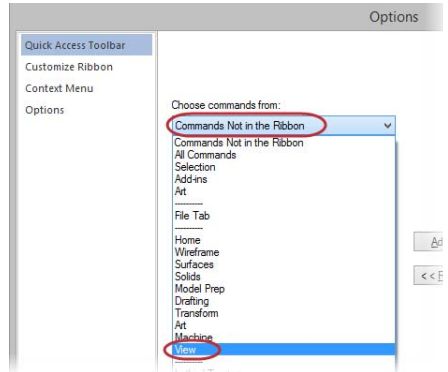 Options
Quick Access Toolbar
Customize Ribbon
Context Menu
Options
Choose commands from:
Commands Not in the Ribbon
Commands Not in the Ribbon
All Commands
Selection
Add-ins
Art
----------
File Tab
----------
Home
Wireframe
Surfaces
Solids
Model Prep
Drafting
Transform
Art
Machine
View
----------